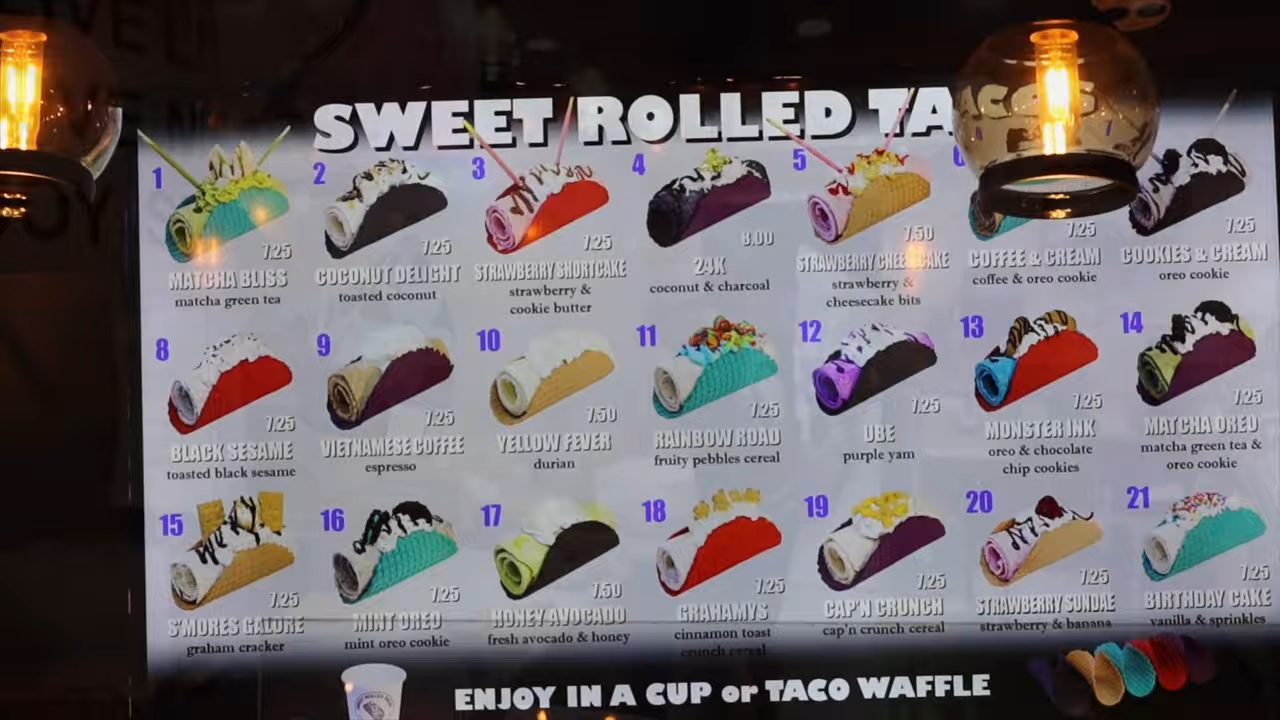 SWEET ROLLED TACOS
1
7.25
MATCHA BLISS
matcha green tea
2
7.25
COCONUT DELIGHT
toasted coconut
3
7.25
STRAWBERRY SHORTCAKE
strawberry &
cookie butter
4
8.00
24K
coconut & charcoal
5
7.50
STRAWBERRY CHEESECAKE
strawberry &
cheesecake bits
7.25
COFFEE & CREAM
coffee & oreo cookie
7.25
COOKIES & CREAM
oreo cookie
8
7.25
BLACK SESAME
toasted black sesame
9
7.25
VIETNAMESE COFFEE
espresso
10
7.50
YELLOW FEVER
durian
11
7.25
RAINBOW ROAD
fruity pebbles cereal
12
7.25
UBE
purple yam
13
7.25
MONSTER INK
oreo & chocolate
chip cookies
14
7.25
MATCHA OREO
matcha green tea &
oreo cookie
15
7.25
S'MORES GALORE
graham cracker
16
7.25
MINT OREO
mint oreo cookie
17
7.50
HONEY AVOCADO
fresh avocado & honey
18
7.25
GRAHAMYS
cinnamon toast
crunch cereal
19
7.25
CAP'N CRUNCH
cap'n crunch cereal
20
7.25
STRAWBERRY SUNDAE
strawberry & banana
21
7.25
BIRTHDAY CAKE
vanilla & sprinkles
ENJOY IN A CUP or TACO WAFFLE